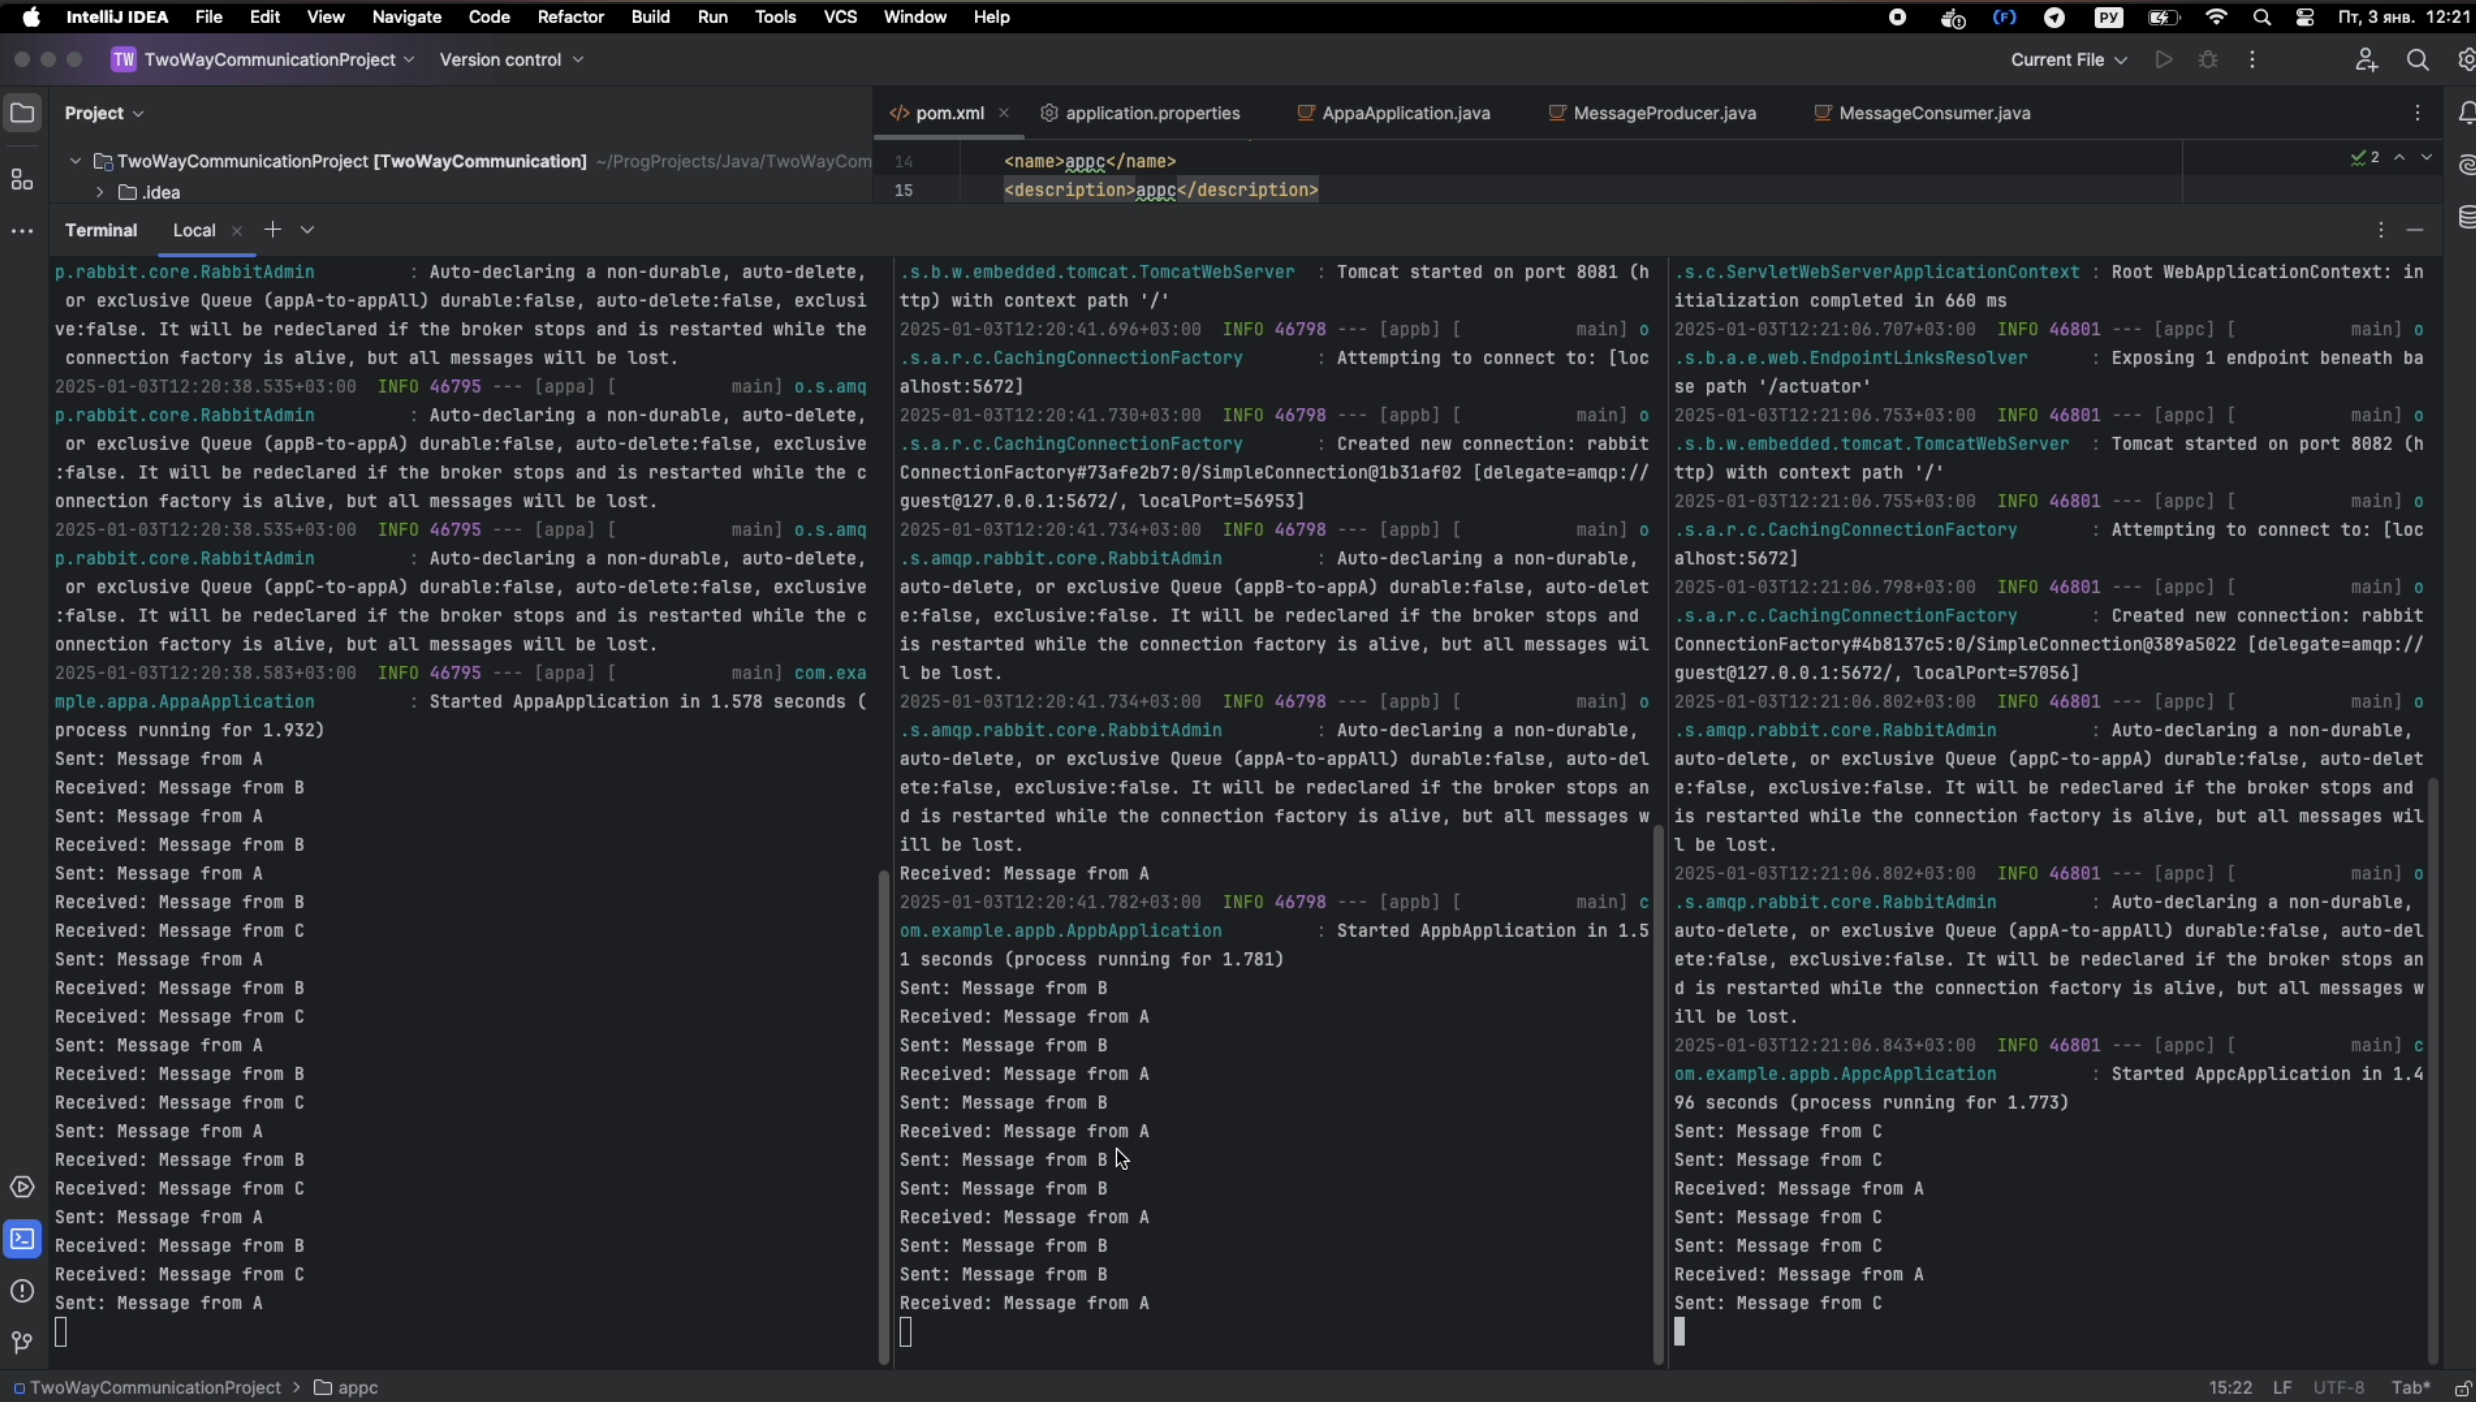 IntelliJ IDEA File Edit View Navigate Code Refactor Build Run Tools VCS Window Help (F) РУ Пт, 3 янв. 12:21
TW TwoWayCommunicationProject Version control Current File
Project
pom.xml application.properties AppaApplication.java MessageProducer.java MessageConsumer.java
TwoWayCommunicationProject [TwoWayCommunication] ~/ProgProjects/Java/TwoWayCom
.idea
14 <name>appc</name>
15 <description>appc</description>
2
Terminal Local
p.rabbit.core.RabbitAdmin : Auto-declaring a non-durable, auto-delete,
or exclusive Queue (appA-to-appAll) durable:false, auto-delete:false, exclusi
ve:false. It will be redeclared if the broker stops and is restarted while the
connection factory is alive, but all messages will be lost.
2025-01-03T12:20:38.535+03:00 INFO 46795 --- [appa] [ main] o.s.amq
p.rabbit.core.RabbitAdmin : Auto-declaring a non-durable, auto-delete,
or exclusive Queue (appB-to-appA) durable:false, auto-delete:false, exclusive
:false. It will be redeclared if the broker stops and is restarted while the c
onnection factory is alive, but all messages will be lost.
2025-01-03T12:20:38.535+03:00 INFO 46795 --- [appa] [ main] o.s.amq
p.rabbit.core.RabbitAdmin : Auto-declaring a non-durable, auto-delete,
or exclusive Queue (appC-to-appA) durable:false, auto-delete:false, exclusive
:false. It will be redeclared if the broker stops and is restarted while the c
onnection factory is alive, but all messages will be lost.
2025-01-03T12:20:38.583+03:00 INFO 46795 --- [appa] [ main] com.exa
mple.appa.AppaApplication : Started AppaApplication in 1.578 seconds (
process running for 1.932)
Sent: Message from A
Received: Message from B
Sent: Message from A
Received: Message from B
Sent: Message from A
Received: Message from B
Received: Message from C
Sent: Message from A
Received: Message from B
Received: Message from C
Sent: Message from A
Received: Message from B
Received: Message from C
Sent: Message from A
Received: Message from B
Received: Message from C
Sent: Message from A
Received: Message from B
Received: Message from C
Sent: Message from A
.s.b.w.embedded.tomcat.TomcatWebServer : Tomcat started on port 8081 (h
ttp) with context path '/'
2025-01-03T12:20:41.696+03:00 INFO 46798 --- [appb] [ main] o
.s.a.r.c.CachingConnectionFactory : Attempting to connect to: [loc
alhost:5672]
2025-01-03T12:20:41.730+03:00 INFO 46798 --- [appb] [ main] o
.s.a.r.c.CachingConnectionFactory : Created new connection: rabbit
ConnectionFactory#73afe2b7:0/SimpleConnection@1b31af02 [delegate=amqp://
guest@127.0.0.1:5672/, localPort=56953]
2025-01-03T12:20:41.734+03:00 INFO 46798 --- [appb] [ main] o
.s.amqp.rabbit.core.RabbitAdmin : Auto-declaring a non-durable,
auto-delete, or exclusive Queue (appB-to-appA) durable:false, auto-delet
e:false, exclusive:false. It will be redeclared if the broker stops and
is restarted while the connection factory is alive, but all messages wil
l be lost.
2025-01-03T12:20:41.734+03:00 INFO 46798 --- [appb] [ main] o
.s.amqp.rabbit.core.RabbitAdmin : Auto-declaring a non-durable,
auto-delete, or exclusive Queue (appA-to-appAll) durable:false, auto-del
ete:false, exclusive:false. It will be redeclared if the broker stops an
d is restarted while the connection factory is alive, but all messages w
ill be lost.
Received: Message from A
2025-01-03T12:20:41.782+03:00 INFO 46798 --- [appb] [ main] c
om.example.appb.AppbApplication : Started AppbApplication in 1.5
1 seconds (process running for 1.781)
Sent: Message from B
Received: Message from A
Sent: Message from B
Received: Message from A
Sent: Message from B
Received: Message from A
Sent: Message from B
Sent: Message from B
Received: Message from A
Sent: Message from B
Sent: Message from B
Received: Message from A
.s.c.ServletWebServerApplicationContext : Root WebApplicationContext: in
itialization completed in 660 ms
2025-01-03T12:21:06.707+03:00 INFO 46801 --- [appc] [ main] o
.s.b.a.e.web.EndpointLinksResolver : Exposing 1 endpoint beneath ba
se path '/actuator'
2025-01-03T12:21:06.753+03:00 INFO 46801 --- [appc] [ main] o
.s.b.w.embedded.tomcat.TomcatWebServer : Tomcat started on port 8082 (h
ttp) with context path '/'
2025-01-03T12:21:06.755+03:00 INFO 46801 --- [appc] [ main] o
.s.a.r.c.CachingConnectionFactory : Attempting to connect to: [loc
alhost:5672]
2025-01-03T12:21:06.798+03:00 INFO 46801 --- [appc] [ main] o
.s.a.r.c.CachingConnectionFactory : Created new connection: rabbit
ConnectionFactory#4b8137c5:0/SimpleConnection@389a5022 [delegate=amqp://
guest@127.0.0.1:5672/, localPort=57056]
2025-01-03T12:21:06.802+03:00 INFO 46801 --- [appc] [ main] o
.s.amqp.rabbit.core.RabbitAdmin : Auto-declaring a non-durable,
auto-delete, or exclusive Queue (appC-to-appA) durable:false, auto-delet
e:false, exclusive:false. It will be redeclared if the broker stops and
is restarted while the connection factory is alive, but all messages wil
l be lost.
2025-01-03T12:21:06.802+03:00 INFO 46801 --- [appc] [ main] o
.s.amqp.rabbit.core.RabbitAdmin : Auto-declaring a non-durable,
auto-delete, or exclusive Queue (appA-to-appAll) durable:false, auto-del
ete:false, exclusive:false. It will be redeclared if the broker stops an
d is restarted while the connection factory is alive, but all messages w
ill be lost.
2025-01-03T12:21:06.843+03:00 INFO 46801 --- [appc] [ main] c
om.example.appb.AppcApplication : Started AppcApplication in 1.4
96 seconds (process running for 1.773)
Sent: Message from C
Sent: Message from C
Received: Message from A
Sent: Message from C
Sent: Message from C
Received: Message from A
Sent: Message from C
TwoWayCommunicationProject > appc 15:22 LF UTF-8 Tab*